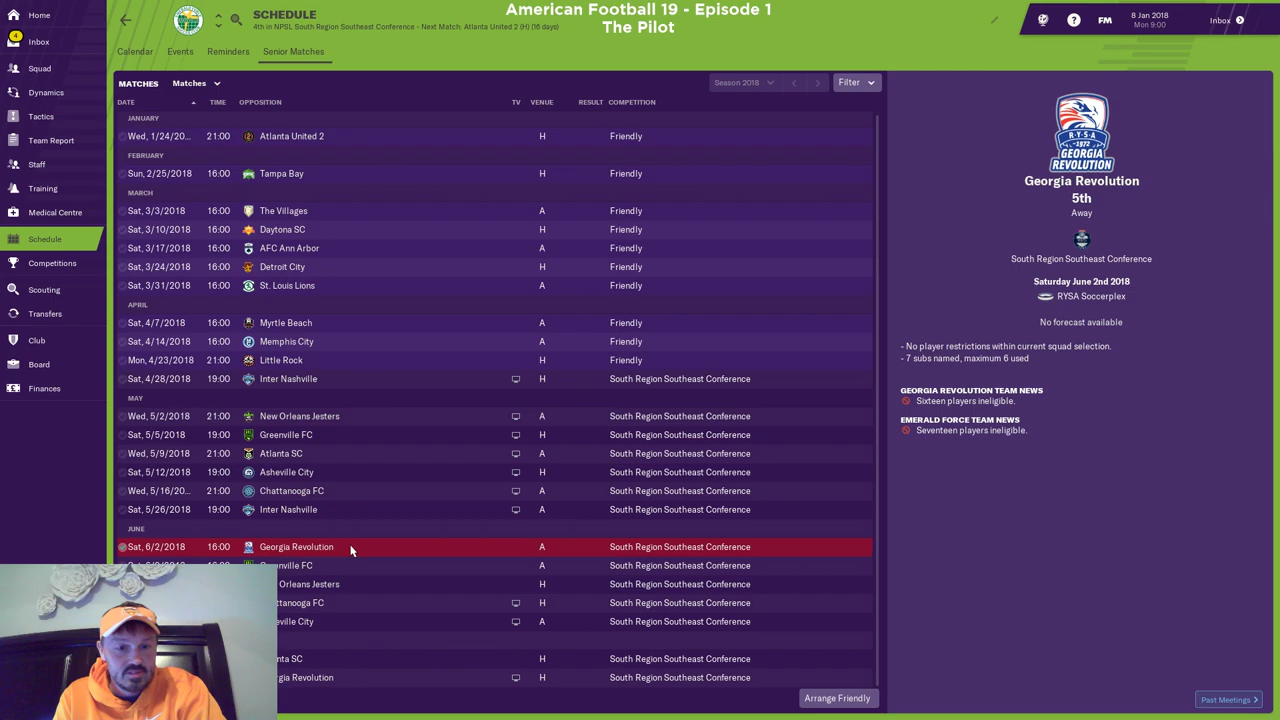 American Football 19 - Episode 1
The Pilot
SCHEDULE
4th in NPSL South Region Southeast Conference - Next Match: Atlanta United 2 (H) (16 days)
FM
8 Jan 2018
Mon 9:00
Inbox
Home
4
Inbox
Squad
Dynamics
Tactics
Team Report
Staff
Training
Medical Centre
Schedule
Competitions
Scouting
Transfers
Club
Board
Finances
Calendar
Events
Reminders
Senior Matches
MATCHES
Matches
Season 2018
Filter
DATE TIME OPPOSITION TV VENUE RESULT COMPETITION
JANUARY
Wed, 1/24/20... 21:00 Atlanta United 2 H Friendly
FEBRUARY
Sun, 2/25/2018 16:00 Tampa Bay H Friendly
MARCH
Sat, 3/3/2018 16:00 The Villages A Friendly
Sat, 3/10/2018 16:00 Daytona SC H Friendly
Sat, 3/17/2018 16:00 AFC Ann Arbor A Friendly
Sat, 3/24/2018 16:00 Detroit City H Friendly
Sat, 3/31/2018 16:00 St. Louis Lions A Friendly
APRIL
Sat, 4/7/2018 16:00 Myrtle Beach A Friendly
Sat, 4/14/2018 16:00 Memphis City A Friendly
Mon, 4/23/2018 21:00 Little Rock H Friendly
Sat, 4/28/2018 19:00 Inter Nashville H South Region Southeast Conference
MAY
Wed, 5/2/2018 21:00 New Orleans Jesters A South Region Southeast Conference
Sat, 5/5/2018 19:00 Greenville FC H South Region Southeast Conference
Wed, 5/9/2018 21:00 Atlanta SC A South Region Southeast Conference
Sat, 5/12/2018 19:00 Asheville City H South Region Southeast Conference
Wed, 5/16/20... 21:00 Chattanooga FC A South Region Southeast Conference
Sat, 5/26/2018 19:00 Inter Nashville A South Region Southeast Conference
JUNE
Sat, 6/2/2018 16:00 Georgia Revolution A South Region Southeast Conference
enville FC A South Region Southeast Conference
Orleans Jesters H South Region Southeast Conference
ttanooga FC H South Region Southeast Conference
eville City A South Region Southeast Conference
nta SC H South Region Southeast Conference
rgia Revolution H South Region Southeast Conference
Arrange Friendly
R.Y.S.A
-1972-
GEORGIA
REVOLUTION
Georgia Revolution
5th
Away
South Region Southeast Conference
Saturday June 2nd 2018
RYSA Soccerplex
No forecast available
- No player restrictions within current squad selection.
- 7 subs named, maximum 6 used
GEORGIA REVOLUTION TEAM NEWS
Sixteen players ineligible.
EMERALD FORCE TEAM NEWS
Seventeen players ineligible.
Past Meetings